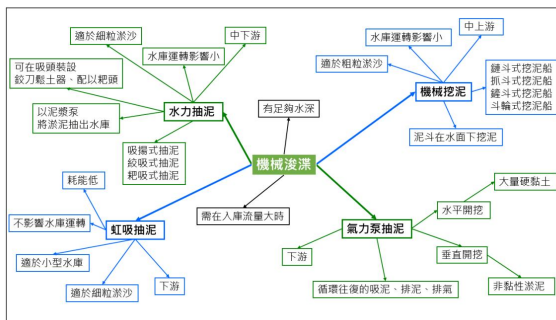 適於細粒淤沙
中下游
水庫運轉影響小
可在吸頭裝設
鉸刀鬆土器、配以耙頭
以泥漿泵
將淤泥抽出水庫
水力抽泥
吸揚式抽泥
絞吸式抽泥
耙吸式抽泥
有足夠水深
水庫運轉影響小
中上游
適於粗粒淤沙
機械挖泥
鏈斗式挖泥船
抓斗式挖泥船
鏟斗式挖泥船
斗輪式挖泥船
泥斗在水面下挖泥
機械浚渫
耗能低
不影響水庫運轉
虹吸抽泥
適於小型水庫
適於細粒淤沙
下游
需在入庫流量大時
氣力泵抽泥
下游
循環往復的吸泥、排泥、排氣
水平開挖
大量硬黏土
垂直開挖
非黏性淤泥